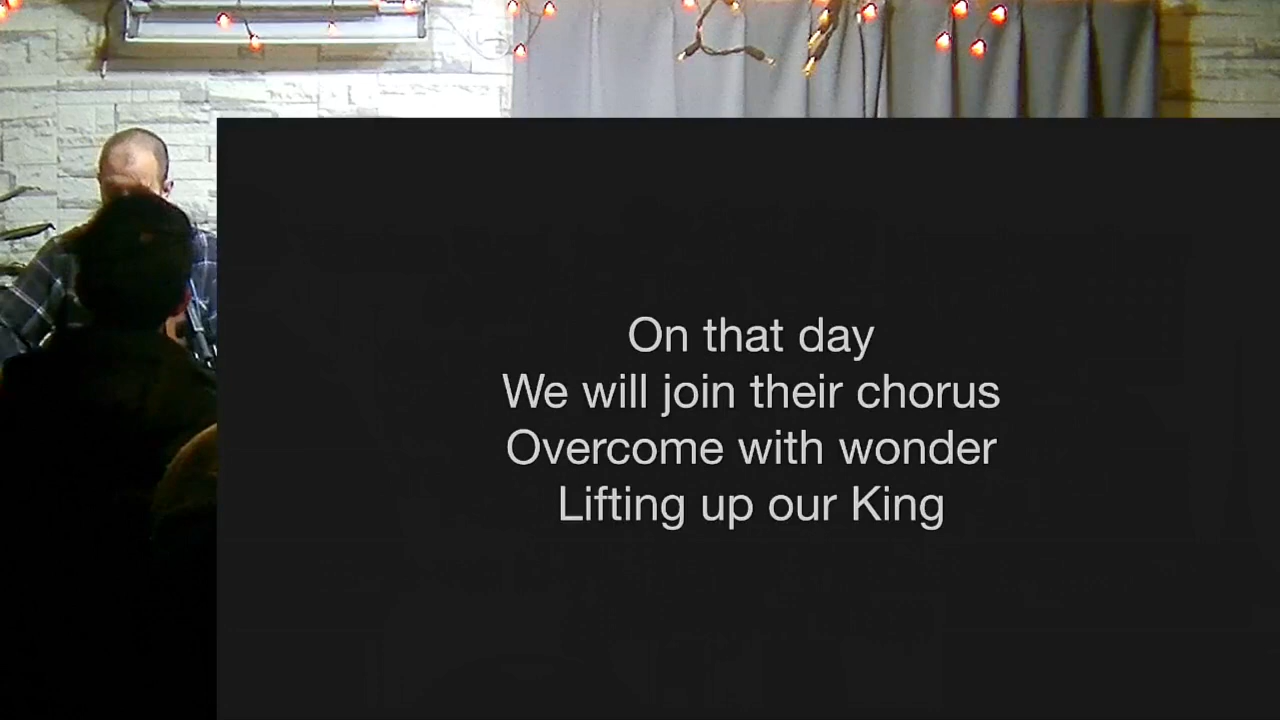 On that day
We will join their chorus
Overcome with wonder
Lifting up our King